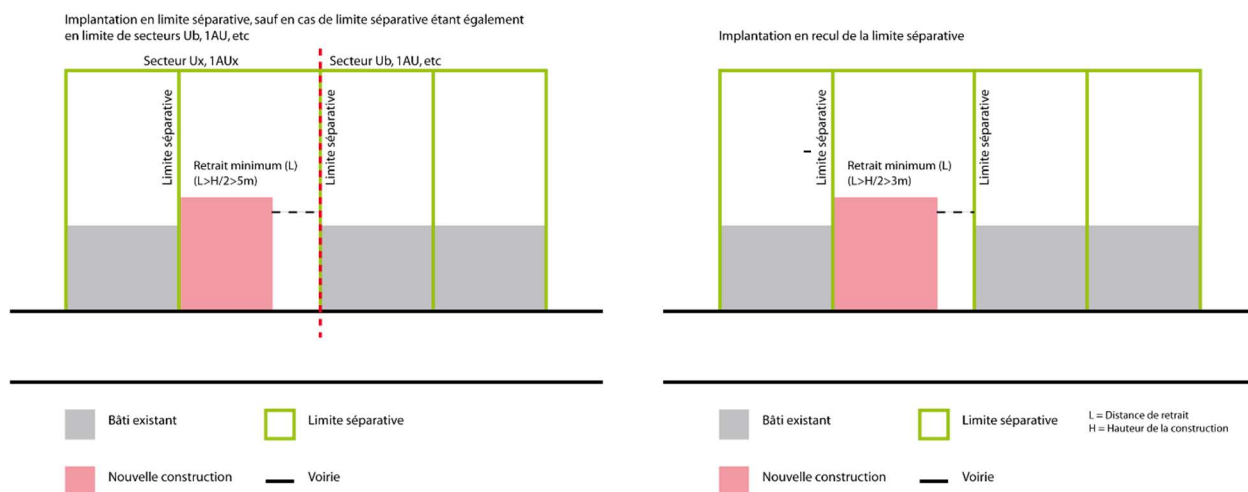 Implantation en limite séparative, sauf en cas de limite séparative étant également
en limite de secteurs Ub, 1AU, etc
Secteur Ux, 1AUx
Secteur Ub, 1AU, etc
Limite séparative
Retrait minimum (L)
(L>H/2>5m)
Limite séparative
Bâti existant
Limite séparative
Nouvelle construction
Voirie
Implantation en recul de la limite séparative
Limite séparative
Retrait minimum (L)
(L>H/2>3m)
Limite séparative
Bâti existant
Limite séparative
L = Distance de retrait
H = Hauteur de la construction
Nouvelle construction
Voirie